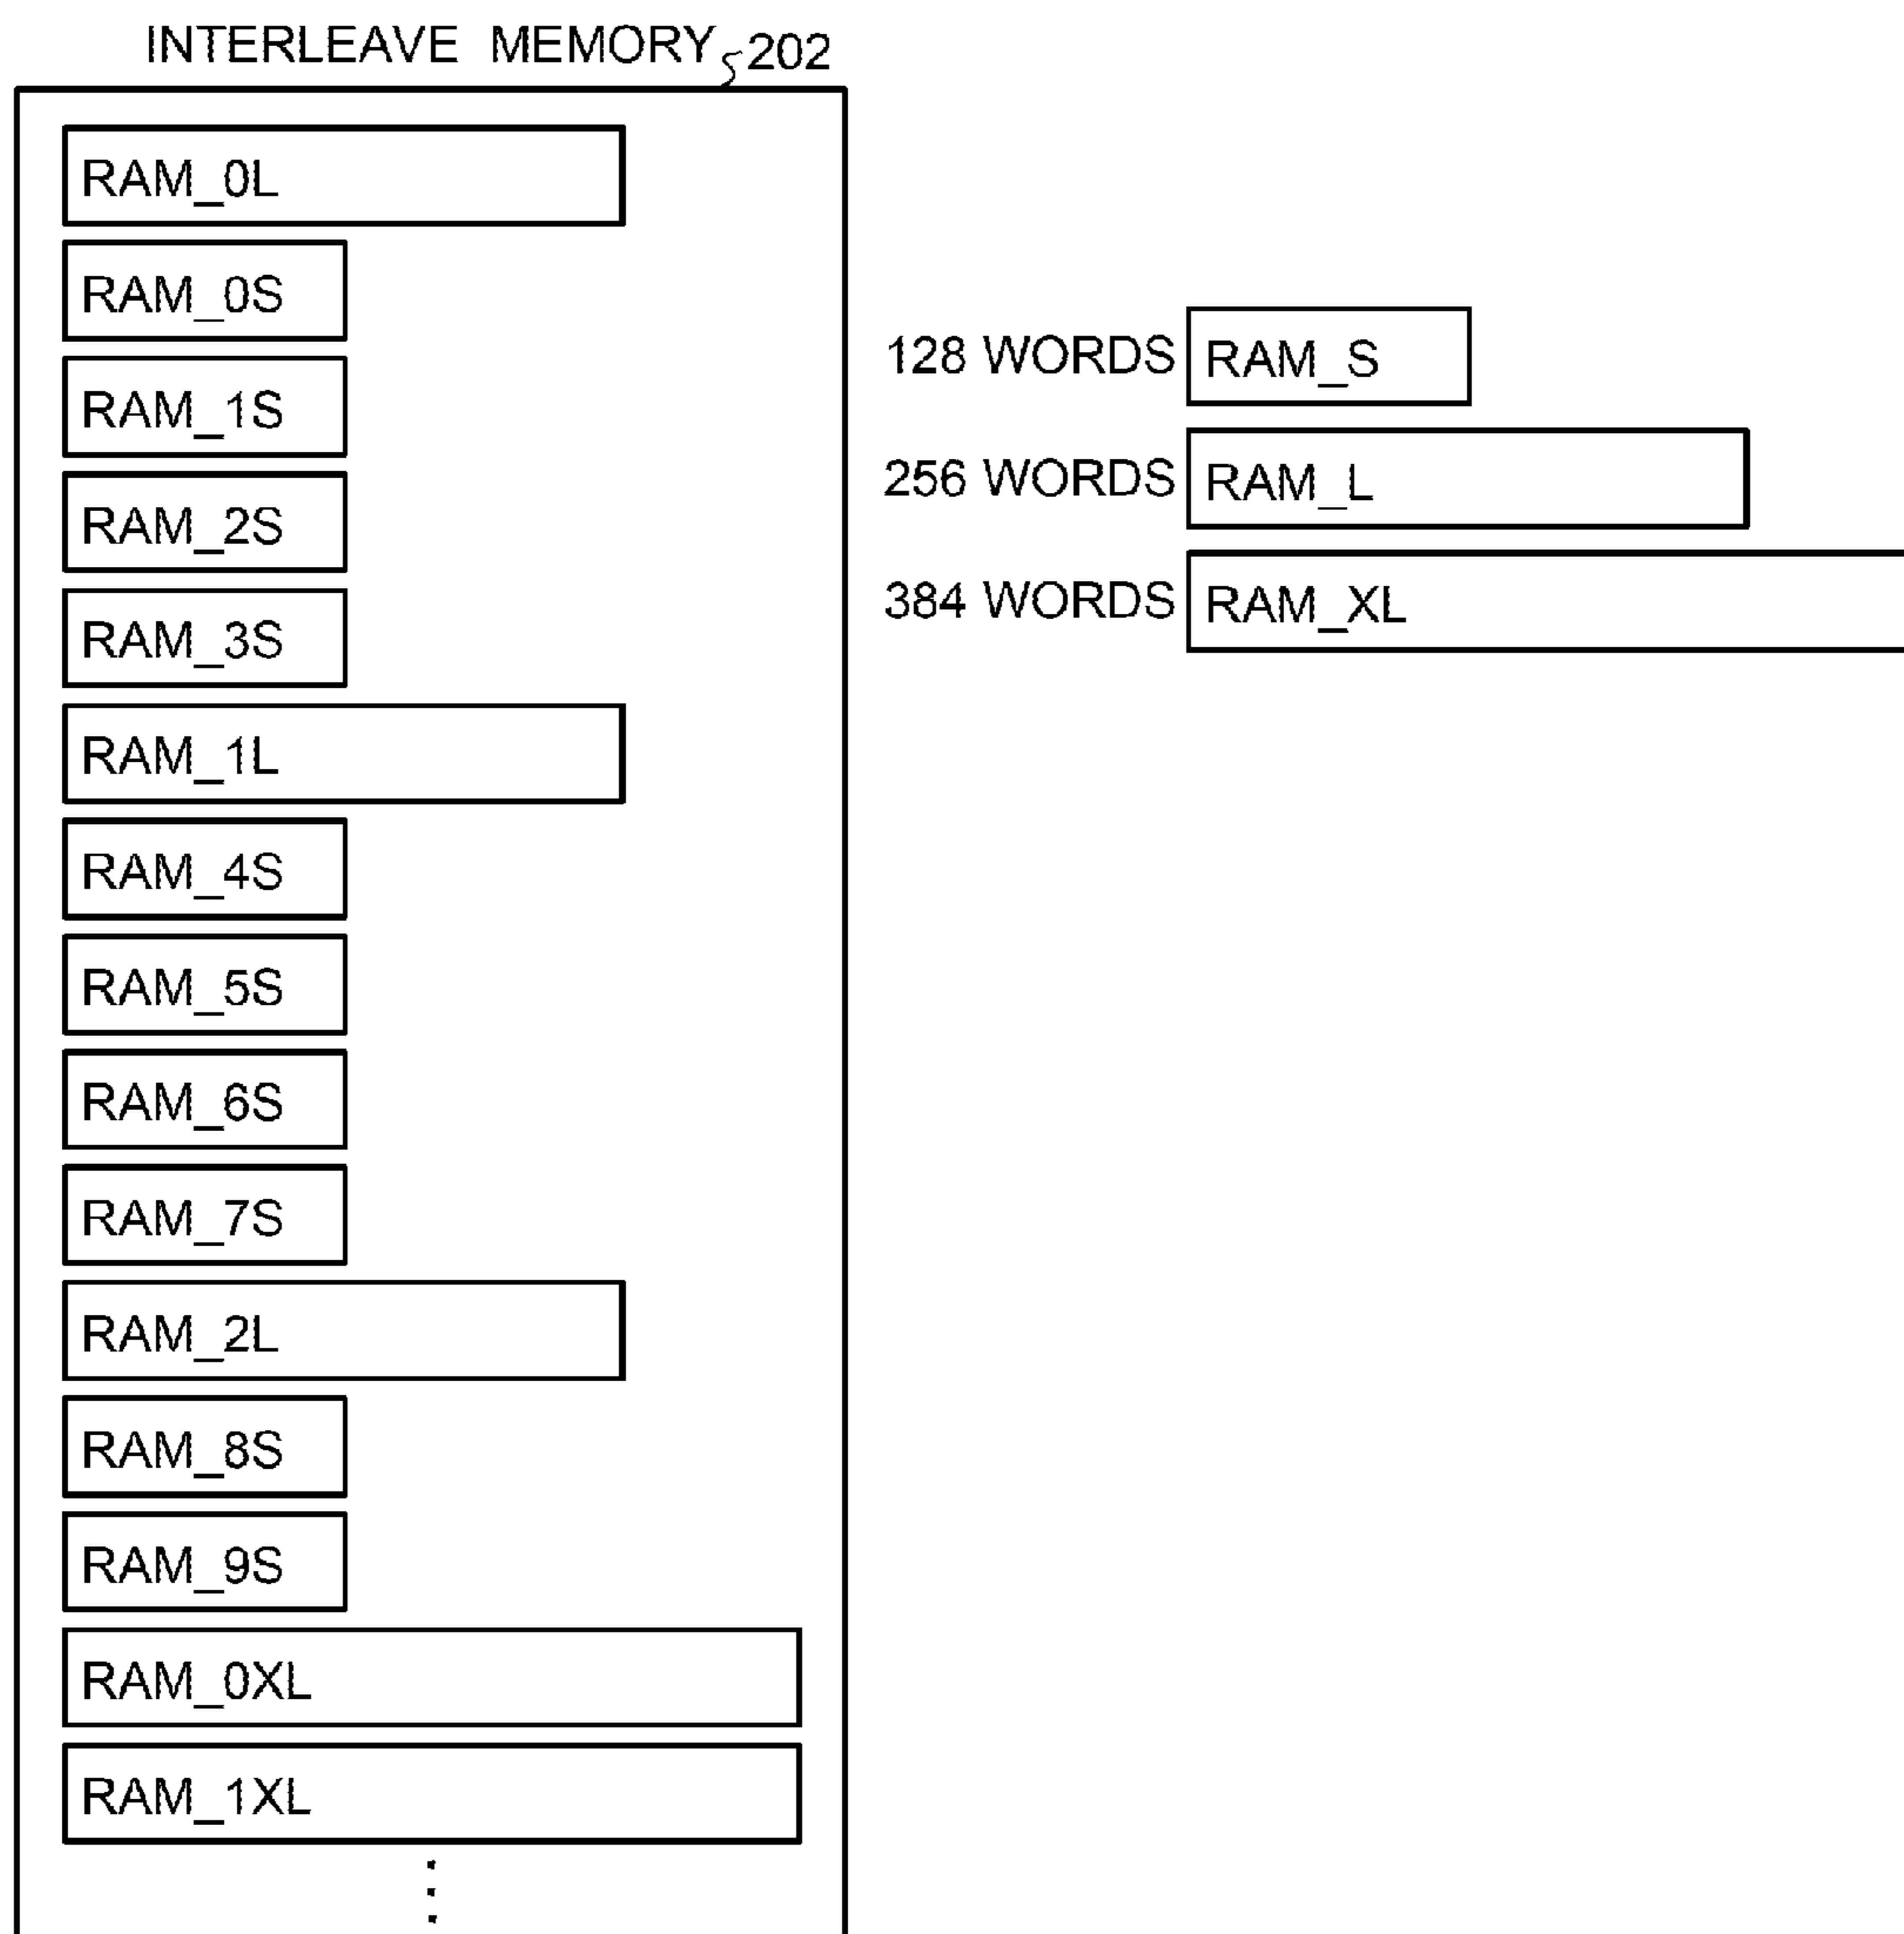 INTERLEAVE MEMORY 202
RAM_0L
RAM_0S
RAM_1S
RAM_2S
RAM_3S
RAM_1L
RAM_4S
RAM_5S
RAM_6S
RAM_7S
RAM_2L
RAM_8S
RAM_9S
RAM_0XL
RAM_1XL
128 WORDS RAM_S
256 WORDS RAM_L
384 WORDS RAM_XL